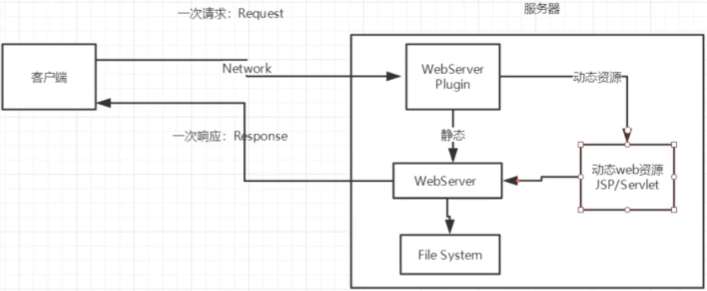 一次请求：Request
服务器
客户端
Network
WebServer
Plugin
动态资源
一次响应：Response
静态
动态web资源
JSP/Servlet
WebServer
File System